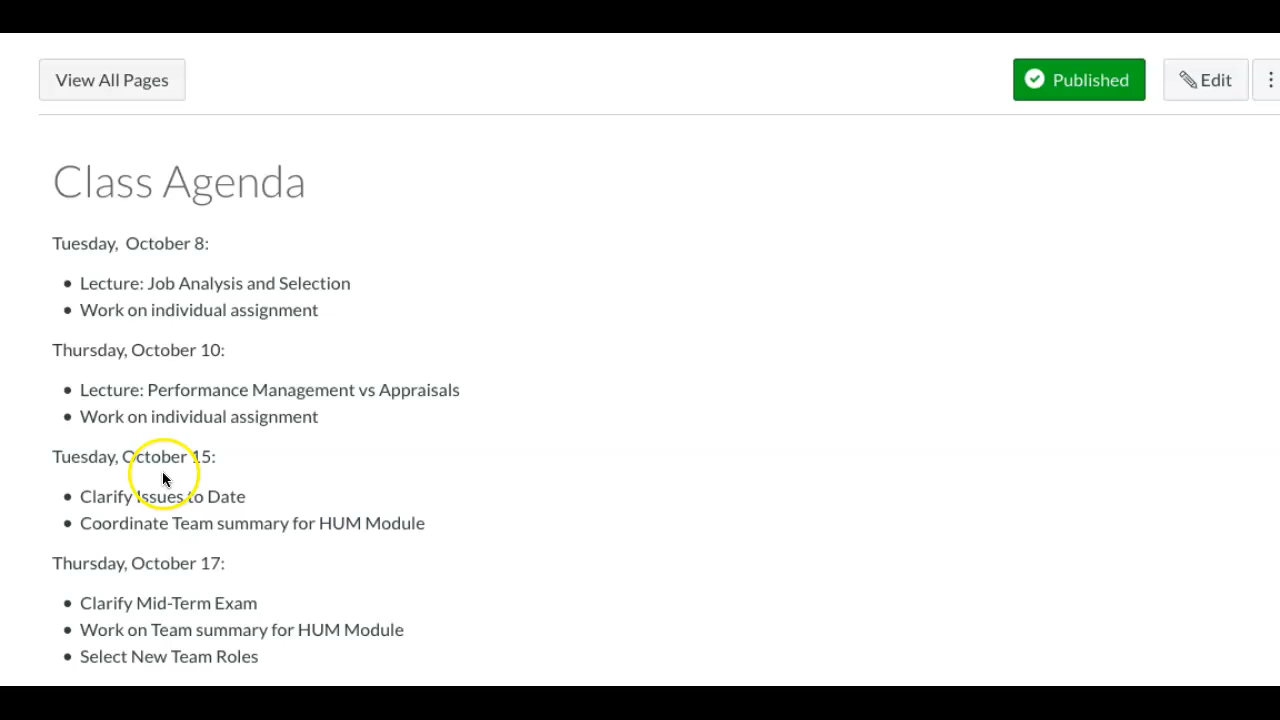 View All Pages
Published
Edit
Class Agenda
Tuesday, October 8:
Lecture: Job Analysis and Selection
Work on individual assignment
Thursday, October 10:
Lecture: Performance Management vs Appraisals
Work on individual assignment
Tuesday, October 15:
Clarify Issues to Date
Coordinate Team summary for HUM Module
Thursday, October 17:
Clarify Mid-Term Exam
Work on Team summary for HUM Module
Select New Team Roles